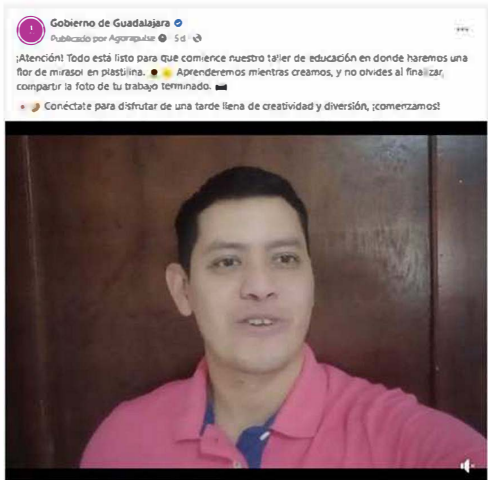 Gobierno de Guadalajara
Publicado por Agorapulse · 5 d ·
¡Atención! Todo está listo para que comience nuestro taller de educación en donde haremos una
flor de mirasol en plastilina. 🌻 ☀️ Aprenderemos mientras creamos, y no olvides al finalizar,
compartir la foto de tu trabajo terminado. 📷
🎨 🖌️ Conéctate para disfrutar de una tarde llena de creatividad y diversión, ¡comenzamos!